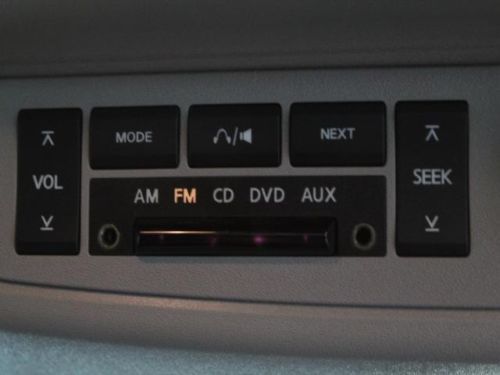 MODE
NEXT
VOL
SEEK
AM FM CD DVD AUX